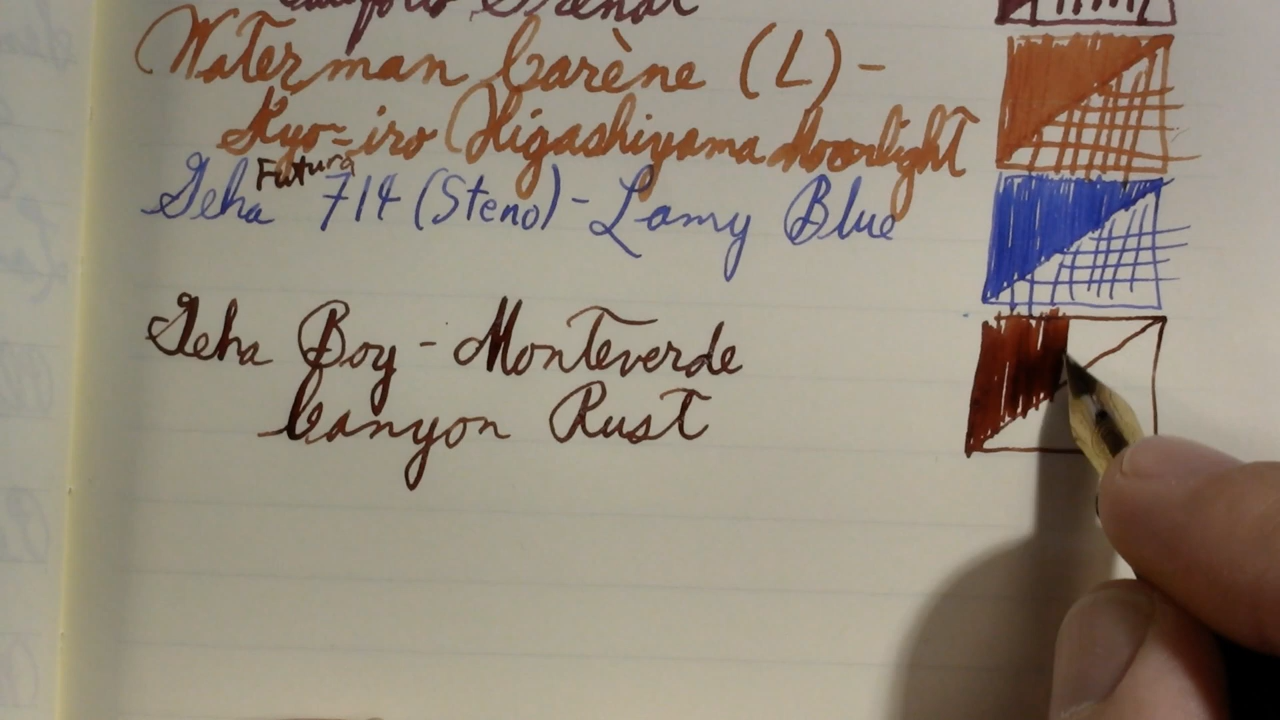 Waterman Carène (L) -
Kyo-iro Higashiyama Moonlight
Geha Futura 714 (Steno) - Lamy Blue
Geha Boy - Monteverde
Canyon Rust